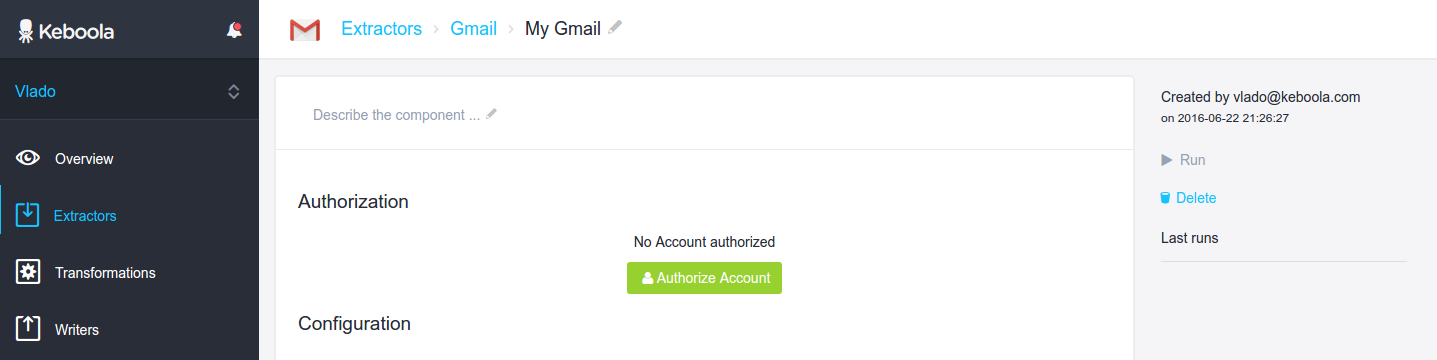 Keboola
Extractors › Gmail › My Gmail
Vlado
Overview
Extractors
Transformations
Writers
Describe the component ...
Authorization
No Account authorized
Authorize Account
Configuration
Created by vlado@keboola.com
on 2016-06-22 21:26:27
Run
Delete
Last runs